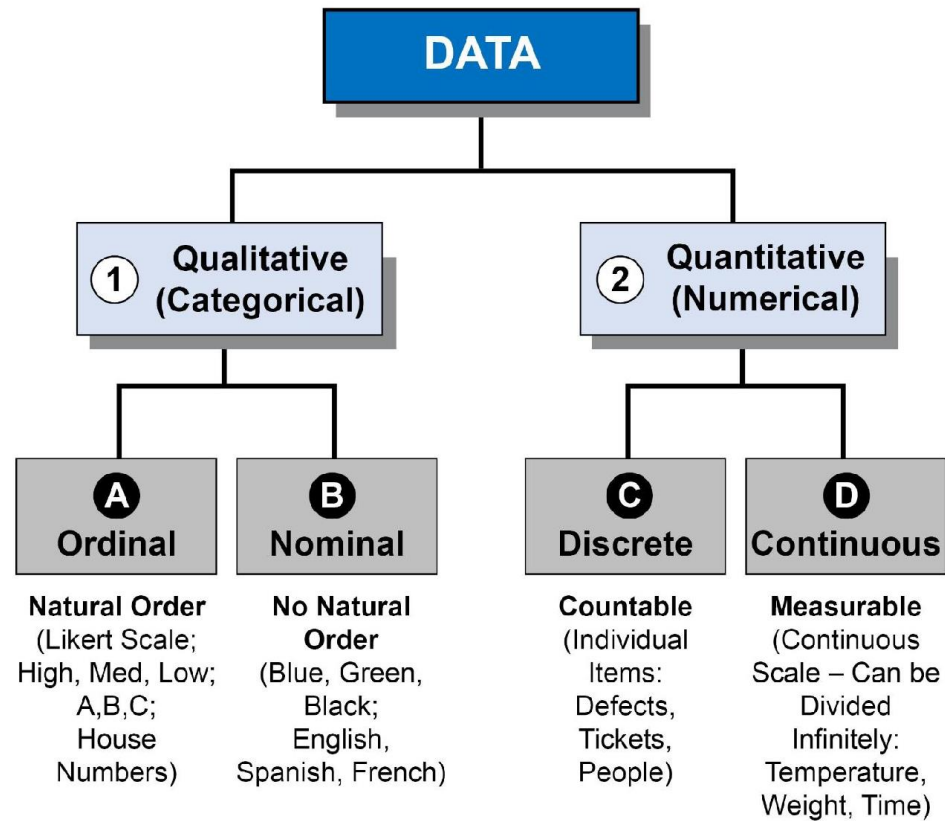 DATA
1
Qualitative
(Categorical)
2
Quantitative
(Numerical)
A
Ordinal
B
Nominal
C
Discrete
D
Continuous
Natural Order
(Likert Scale;
High, Med, Low;
A,B,C;
House
Numbers)
No Natural
Order
(Blue, Green,
Black;
English,
Spanish, French)
Countable
(Individual
Items:
Defects,
Tickets,
People)
Measurable
(Continuous
Scale – Can be
Divided
Infinitely:
Temperature,
Weight, Time)